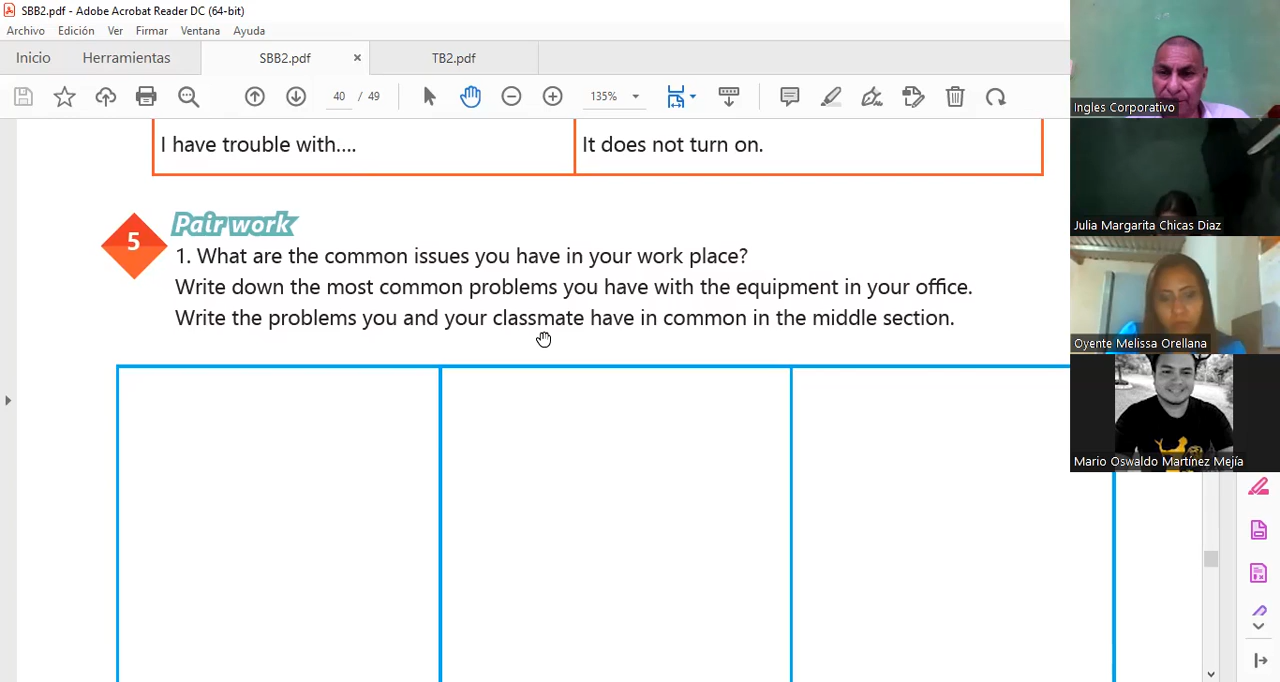 SBB2.pdf - Adobe Acrobat Reader DC (64-bit)
Archivo Edición Ver Firmar Ventana Ayuda
Inicio Herramientas SBB2.pdf × TB2.pdf
40 / 49 135%
I have trouble with.... It does not turn on.
5 Pair work
1. What are the common issues you have in your work place?
Write down the most common problems you have with the equipment in your office.
Write the problems you and your classmate have in common in the middle section.
Ingles Corporativo
Julia Margarita Chicas Diaz
Oyente Melissa Orellana
Mario Oswaldo Martínez Mejía